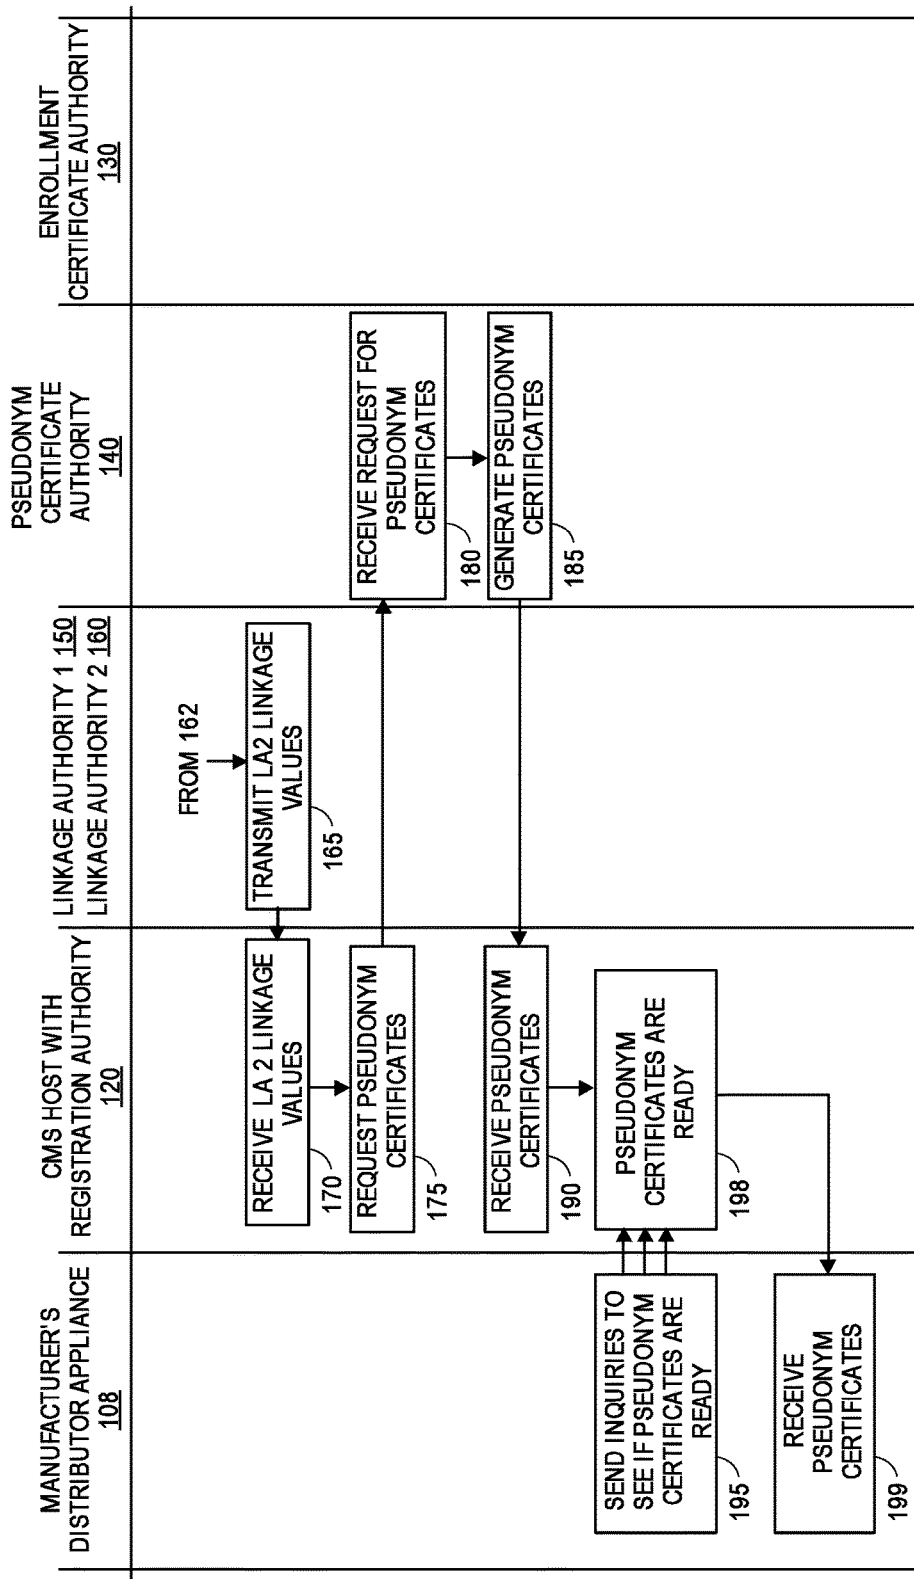 MANUFACTURER'S
DISTRIBUTOR APPLIANCE
108
CMS HOST WITH
REGISTRATION AUTHORITY
120
LINKAGE AUTHORITY 1 150
LINKAGE AUTHORITY 2 160
PSEUDONYM
CERTIFICATE
AUTHORITY
140
ENROLLMENT
CERTIFICATE AUTHORITY
130
FROM 162
TRANSMIT LA2 LINKAGE
VALUES
165
RECEIVE LA 2 LINKAGE
VALUES
170
REQUEST PSEUDONYM
CERTIFICATES
175
RECEIVE REQUEST FOR
PSEUDONYM
CERTIFICATES
180
GENERATE PSEUDONYM
CERTIFICATES
185
RECEIVE PSEUDONYM
CERTIFICATES
190
SEND INQUIRIES TO
SEE IF PSEUDONYM
CERTIFICATES ARE
READY
195
PSEUDONYM
CERTIFICATES ARE
READY
198
RECEIVE
PSEUDONYM
CERTIFICATES
199